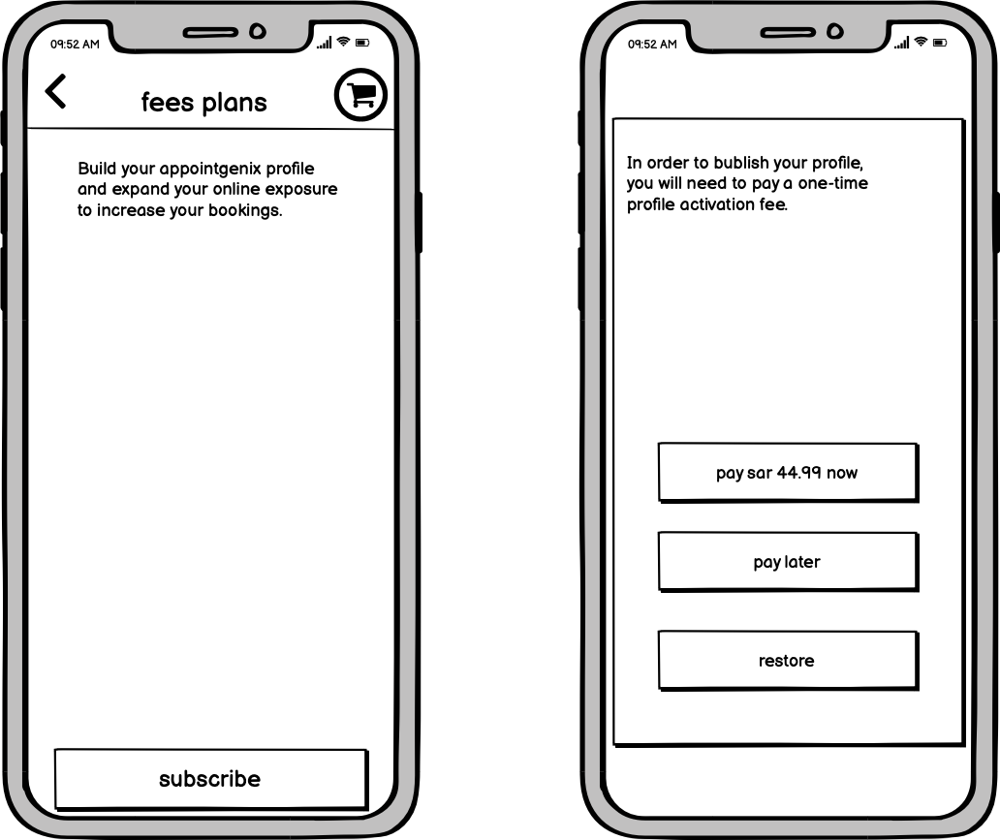 09:52 AM
fees plans
Build your appointgenix profile
and expand your online exposure
to increase your bookings.
subscribe
09:52 AM
In order to bublish your profile,
you will need to pay a one-time
profile activation fee.
pay sar 44.99 now
pay later
restore